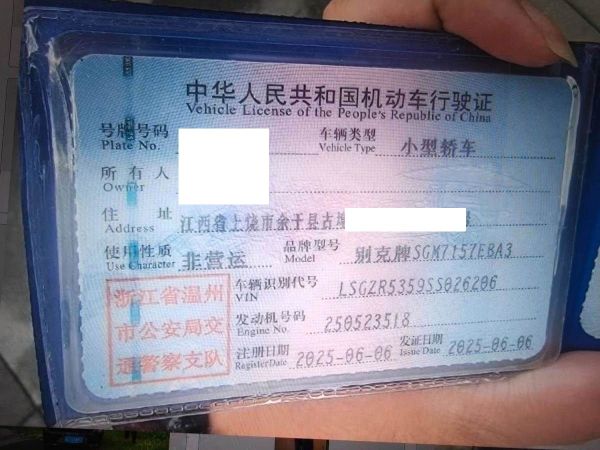 中华人民共和国机动车行驶证
Vehicle License of the People's Republic of China
号牌号码 车辆类型 小型轿车
Plate No. Vehicle Type
所有人
Owner
住址 江西省上饶市余干县古埠
Address
使用性质 非营运 品牌型号 别克牌SGM7157EBA3
Use Character Model
浙江省温州市公安局交通警察支队
车辆识别代号 LSGZR5359SS026206
VIN
发动机号码 250523518
Engine No.
注册日期 2025-06-06 发证日期 2025-06-06
Register Date Issue Date